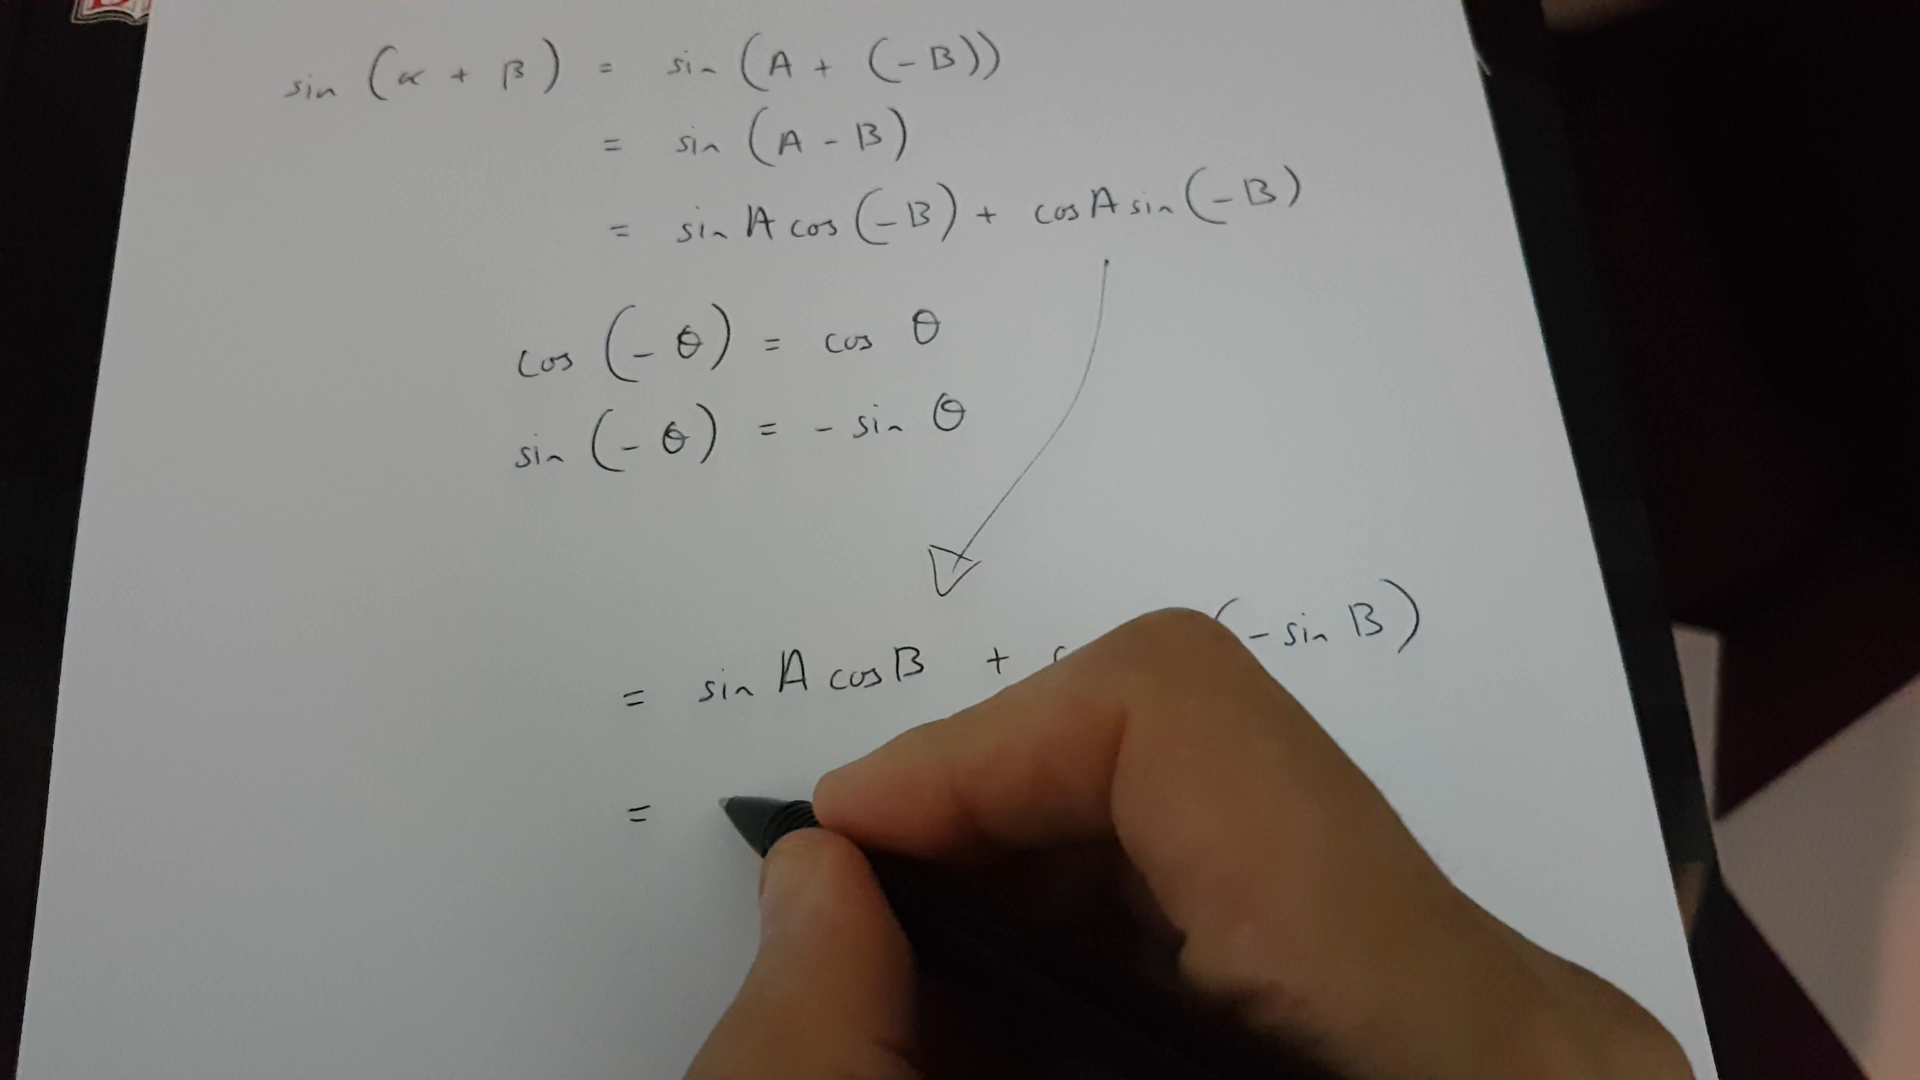 sin (α + β) = sin (A + (-B))
= sin (A - B)
= sin A cos (-B) + cos A sin (-B)
cos (-θ) = cos θ
sin (-θ) = - sin θ
= sin A cos B + (- sin B)
=